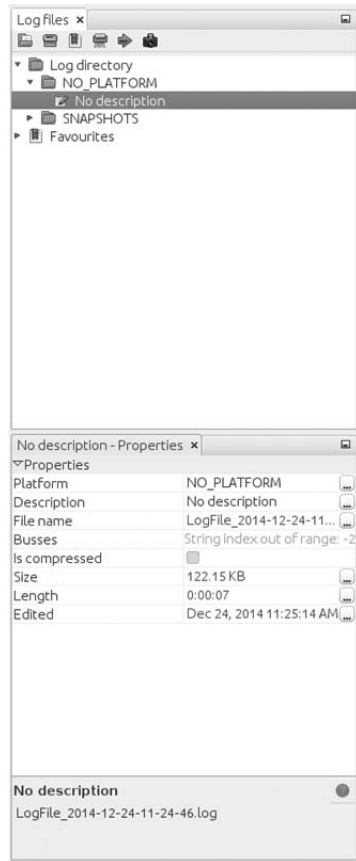 Log files
Log directory
NO_PLATFORM
No description
SNAPSHOTS
Favourites
No description - Properties
Properties
Platform NO_PLATFORM ...
Description No description ...
File name LogFile_2014-12-24-11... ...
Busses String index out of range: -2
Is compressed
Size 122.15 KB ...
Length 0:00:07 ...
Edited Dec 24, 2014 11:25:14 AM ...
No description
LogFile_2014-12-24-11-24-46.log